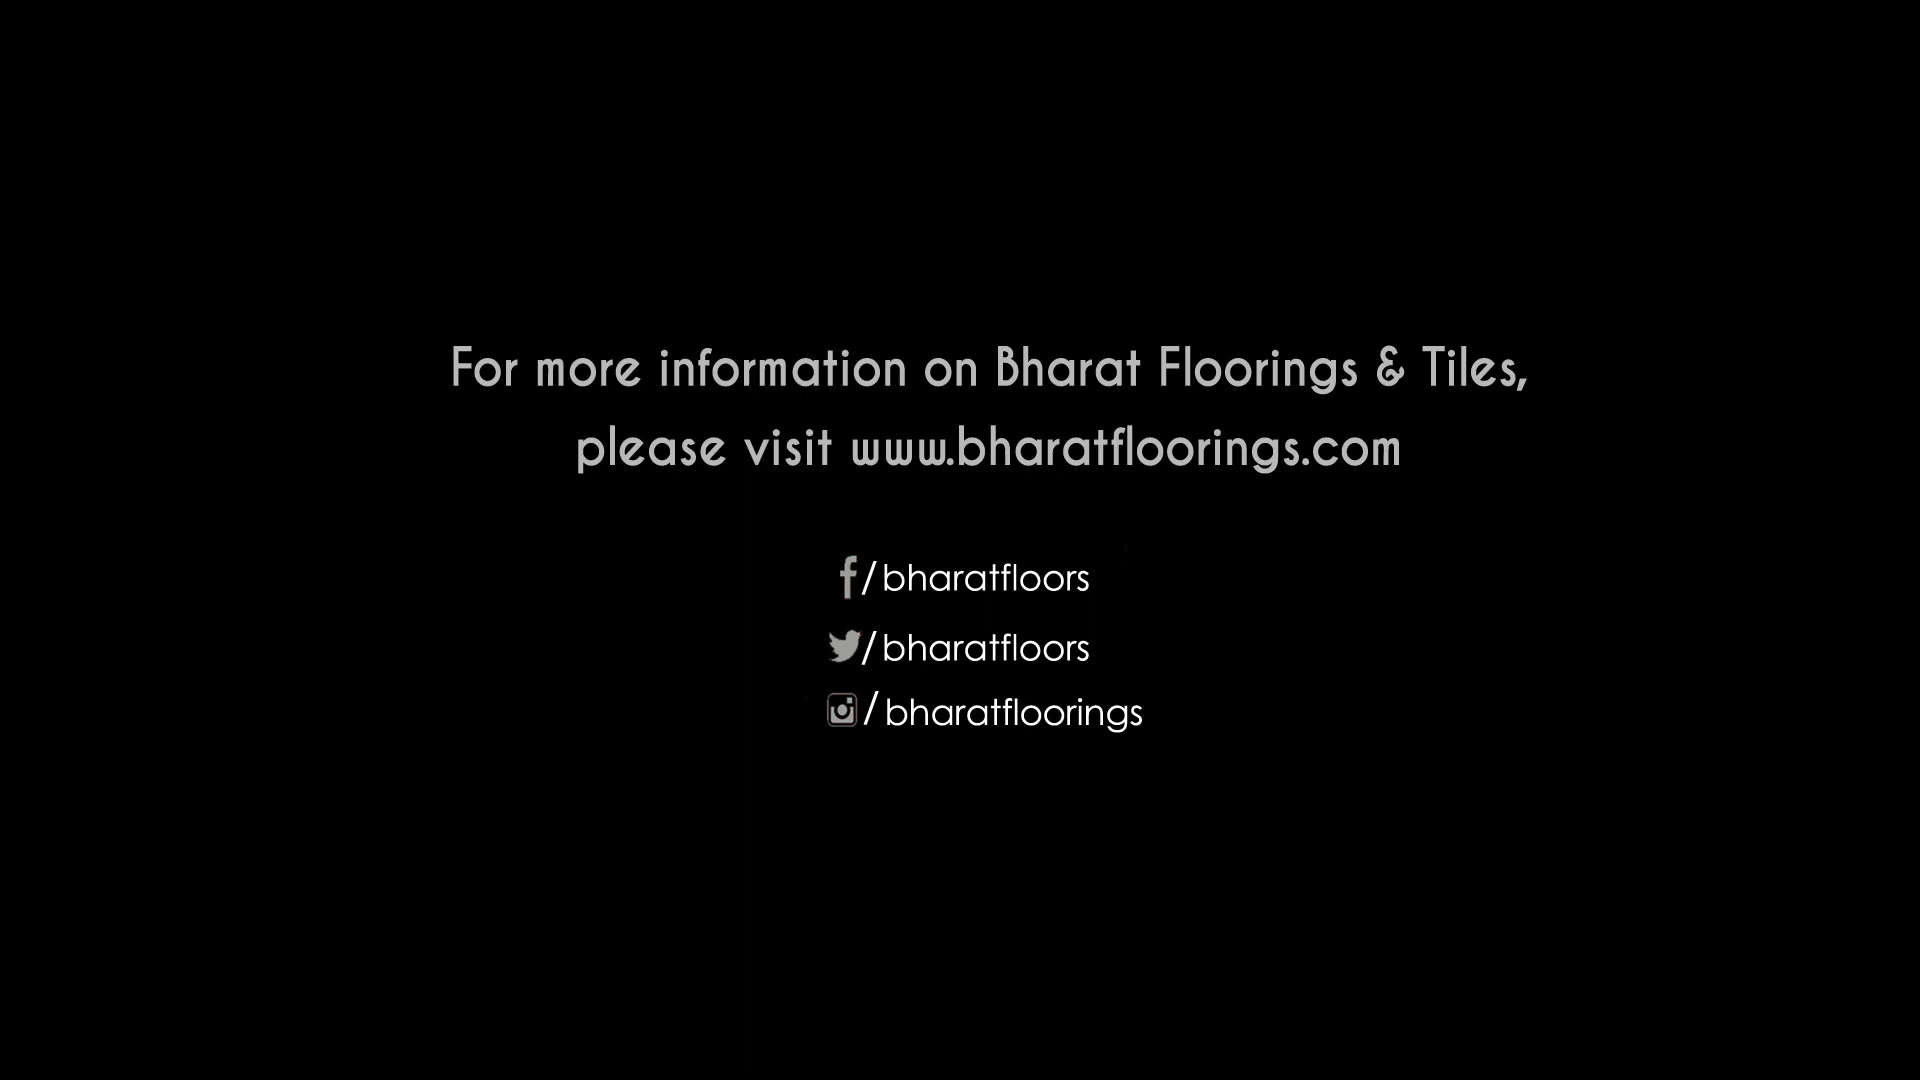 For more information on Bharat Floorings & Tiles,
please visit www.bharatfloorings.com
f/bharatfloors
/bharatfloors
/bharatfloorings